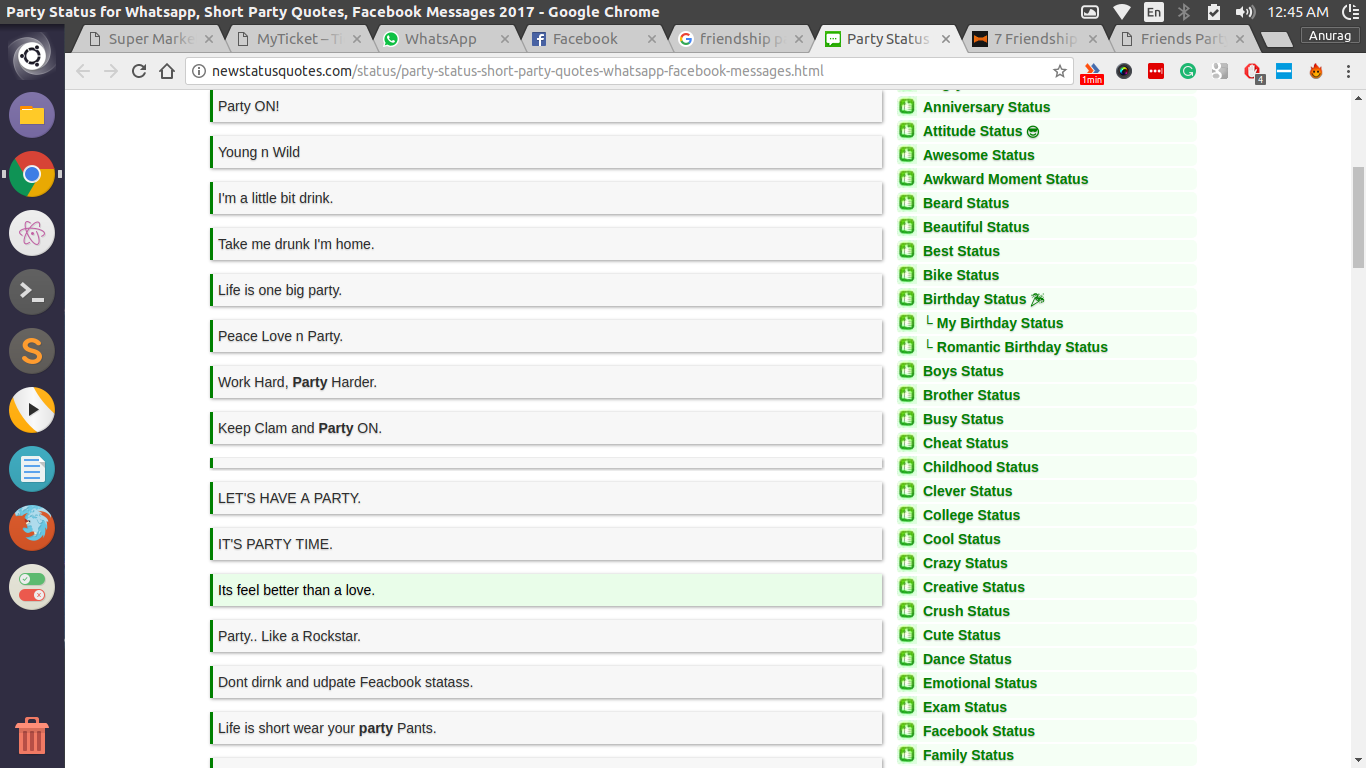 Party Status for Whatsapp, Short Party Quotes, Facebook Messages 2017 - Google Chrome
En
12:45 AM
Super Marke
MyTicket – Ti
WhatsApp
Facebook
friendship p
Party Status
7 Friendship
Friends Part
Anurag
newstatusquotes.com/status/party-status-short-party-quotes-whatsapp-facebook-messages.html
1min
4
Party ON!
Young n Wild
I'm a little bit drink.
Take me drunk I'm home.
Life is one big party.
Peace Love n Party.
Work Hard, Party Harder.
Keep Clam and Party ON.
LET'S HAVE A PARTY.
IT'S PARTY TIME.
Its feel better than a love.
Party.. Like a Rockstar.
Dont dirnk and udpate Feacbook statass.
Life is short wear your party Pants.
Anniversary Status
Attitude Status 😎
Awesome Status
Awkward Moment Status
Beard Status
Beautiful Status
Best Status
Bike Status
Birthday Status 🎉
└ My Birthday Status
└ Romantic Birthday Status
Boys Status
Brother Status
Busy Status
Cheat Status
Childhood Status
Clever Status
College Status
Cool Status
Crazy Status
Creative Status
Crush Status
Cute Status
Dance Status
Emotional Status
Exam Status
Facebook Status
Family Status